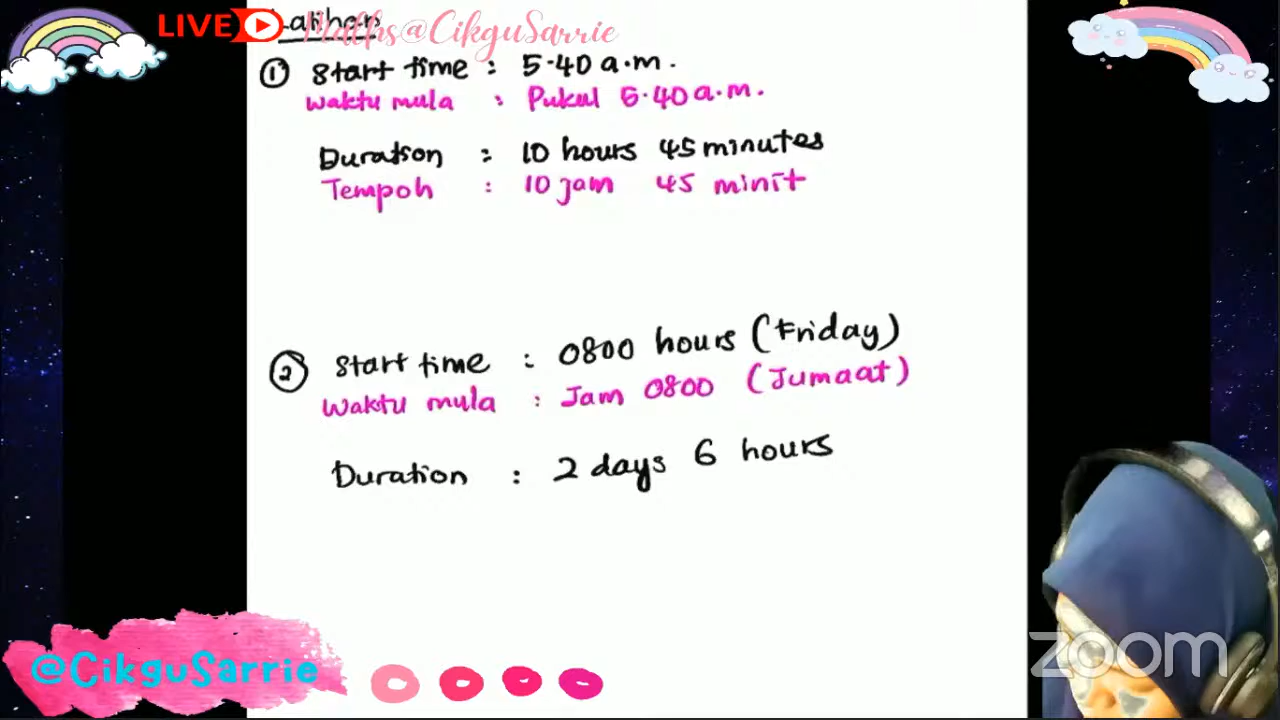 LIVE
Latihan
Maths@CikguSarrie
① Start time : 5.40 a.m.
Waktu mula : Pukul 5.40 a.m.
Duration : 10 hours 45 minutes
Tempoh : 10 jam 45 minit
② Start time : 0800 hours (Friday)
Waktu mula : Jam 0800 (Jumaat)
Duration : 2 days 6 hours
@CikguSarrie
zoom